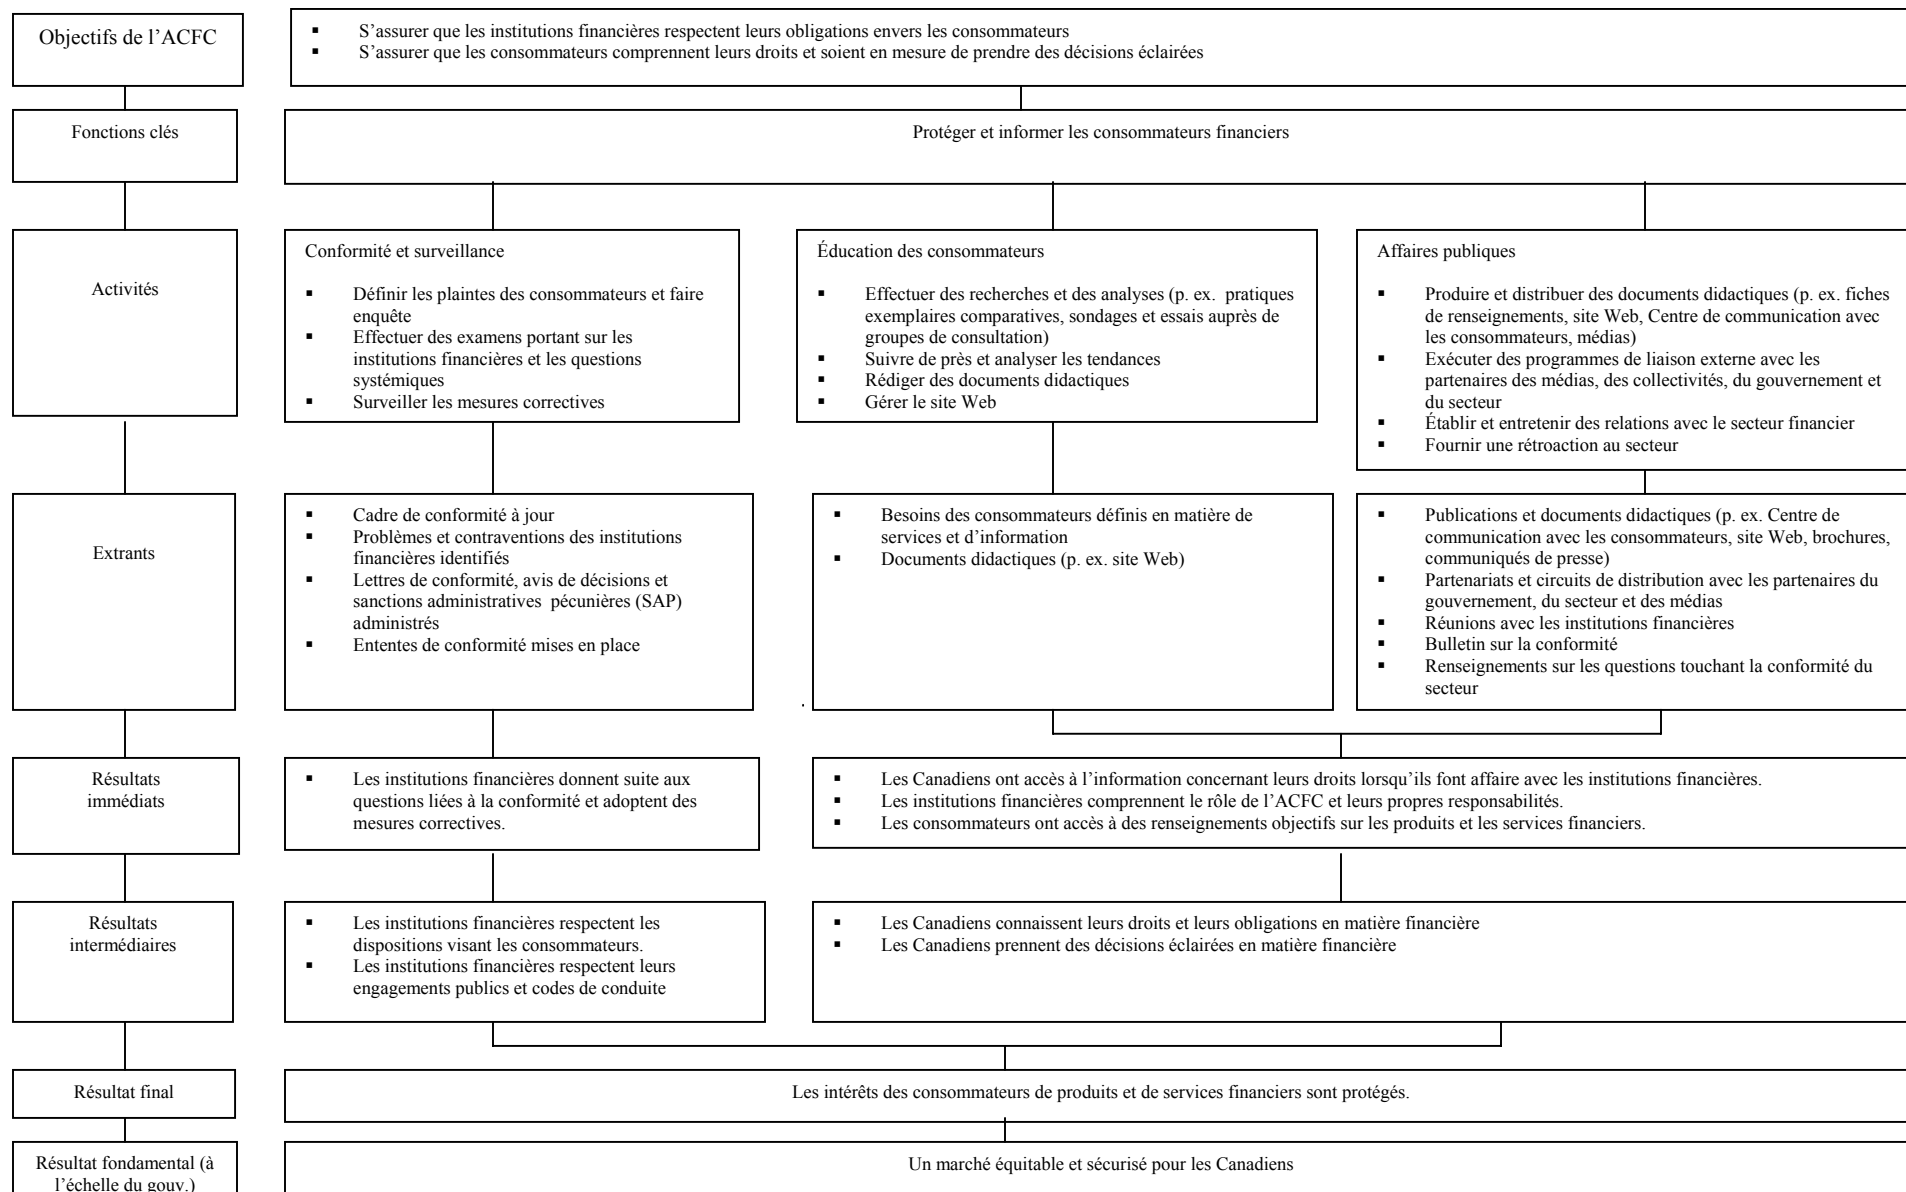 Objectifs de l’ACFC
▪ S’assurer que les institutions financières respectent leurs obligations envers les consommateurs
▪ S’assurer que les consommateurs comprennent leurs droits et soient en mesure de prendre des décisions éclairées
Fonctions clés
Protéger et informer les consommateurs financiers
Activités
Conformité et surveillance
▪ Définir les plaintes des consommateurs et faire
enquête
▪ Effectuer des examens portant sur les
institutions financières et les questions
systémiques
▪ Surveiller les mesures correctives
Éducation des consommateurs
▪ Effectuer des recherches et des analyses (p. ex. pratiques
exemplaires comparatives, sondages et essais auprès de
groupes de consultation)
▪ Suivre de près et analyser les tendances
▪ Rédiger des documents didactiques
▪ Gérer le site Web
Affaires publiques
▪ Produire et distribuer des documents didactiques (p. ex. fiches
de renseignements, site Web, Centre de communication avec
les consommateurs, médias)
▪ Exécuter des programmes de liaison externe avec les
partenaires des médias, des collectivités, du gouvernement et
du secteur
▪ Établir et entretenir des relations avec le secteur financier
▪ Fournir une rétroaction au secteur
Extrants
▪ Cadre de conformité à jour
▪ Problèmes et contraventions des institutions
financières identifiés
▪ Lettres de conformité, avis de décisions et
sanctions administratives pécunières (SAP)
administrés
▪ Ententes de conformité mises en place
▪ Besoins des consommateurs définis en matière de
services et d’information
▪ Documents didactiques (p. ex. site Web)
▪ Publications et documents didactiques (p. ex. Centre de
communication avec les consommateurs, site Web, brochures,
communiqués de presse)
▪ Partenariats et circuits de distribution avec les partenaires du
gouvernement, du secteur et des médias
▪ Réunions avec les institutions financières
▪ Bulletin sur la conformité
▪ Renseignements sur les questions touchant la conformité du
secteur
Résultats
immédiats
▪ Les institutions financières donnent suite aux
questions liées à la conformité et adoptent des
mesures correctives.
▪ Les Canadiens ont accès à l’information concernant leurs droits lorsqu’ils font affaire avec les institutions financières.
▪ Les institutions financières comprennent le rôle de l’ACFC et leurs propres responsabilités.
▪ Les consommateurs ont accès à des renseignements objectifs sur les produits et les services financiers.
Résultats
intermédiaires
▪ Les institutions financières respectent les
dispositions visant les consommateurs.
▪ Les institutions financières respectent leurs
engagements publics et codes de conduite
▪ Les Canadiens connaissent leurs droits et leurs obligations en matière financière
▪ Les Canadiens prennent des décisions éclairées en matière financière
Résultat final
Les intérêts des consommateurs de produits et de services financiers sont protégés.
Résultat fondamental (à
l’échelle du gouv.)
Un marché équitable et sécurisé pour les Canadiens